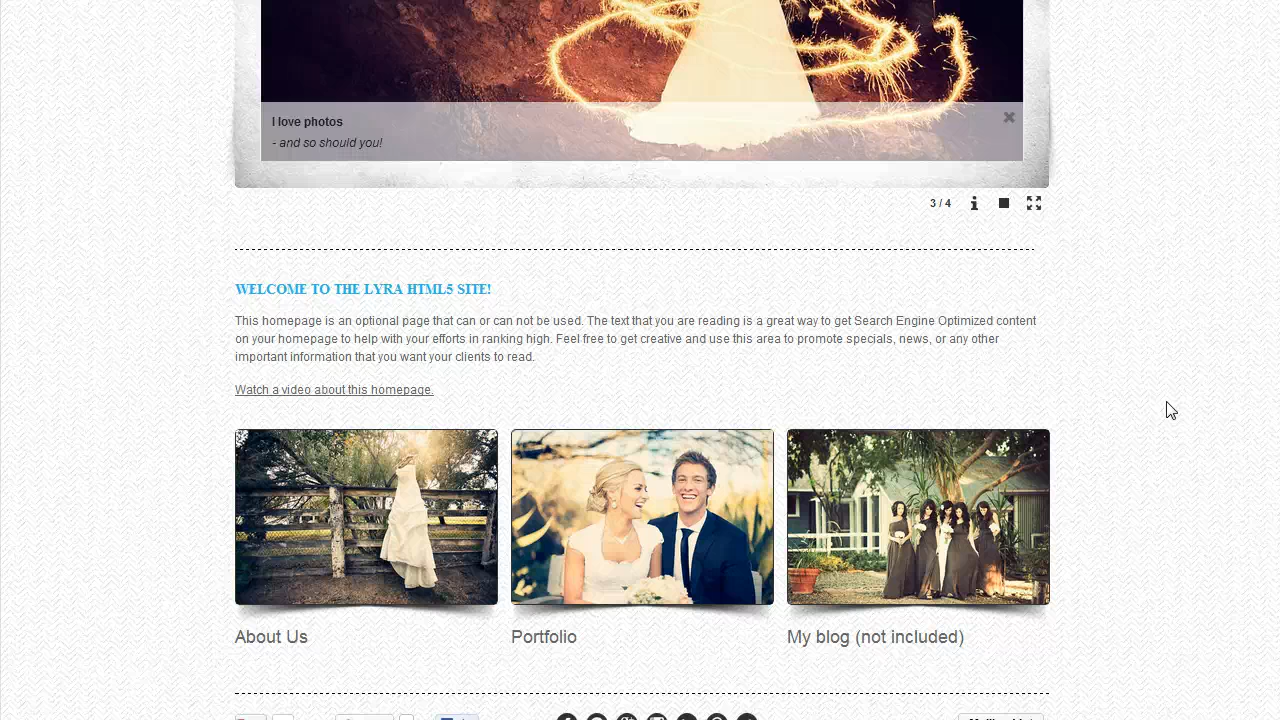 I love photos
- and so should you!
3 / 4
WELCOME TO THE LYRA HTML5 SITE!
This homepage is an optional page that can or can not be used. The text that you are reading is a great way to get Search Engine Optimized content
on your homepage to help with your efforts in ranking high. Feel free to get creative and use this area to promote specials, news, or any other
important information that you want your clients to read.
Watch a video about this homepage.
About Us
Portfolio
My blog (not included)